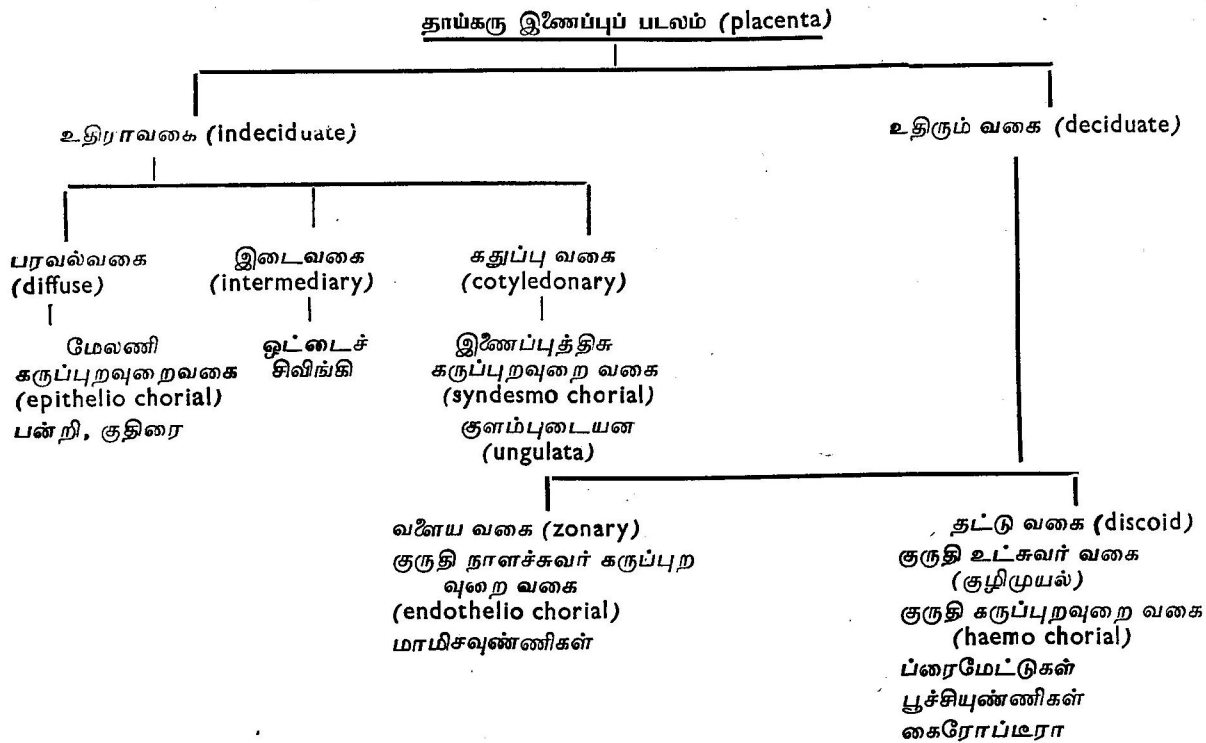 தாய்கரு இணைப்புப் படலம் (placenta)
உதிராவகை (indeciduate)
உதிரும் வகை (deciduate)
பரவல்வகை
(diffuse)
இடைவகை
(intermediary)
கதுப்பு வகை
(cotyledonary)
மேலணி
கருப்புறவுறைவகை
(epithelio chorial)
பன்றி, குதிரை
ஒட்டைச்
சிவிங்கி
இணைப்புத்திசு
கருப்புறவுறை வகை
(syndesmo chorial)
குளம்புடையன
(ungulata)
வளைய வகை (zonary)
குருதி நாளச்சுவர் கருப்புற
வுறை வகை
(endothelio chorial)
மாமிசவுண்ணிகள்
தட்டு வகை (discoid)
குருதி உட்சுவர் வகை
(குழிமுயல்)
குருதி கருப்புறவுறை வகை
(haemo chorial)
ப்ரைமேட்டுகள்
பூச்சியுண்ணிகள்
கைரோப்டீரா